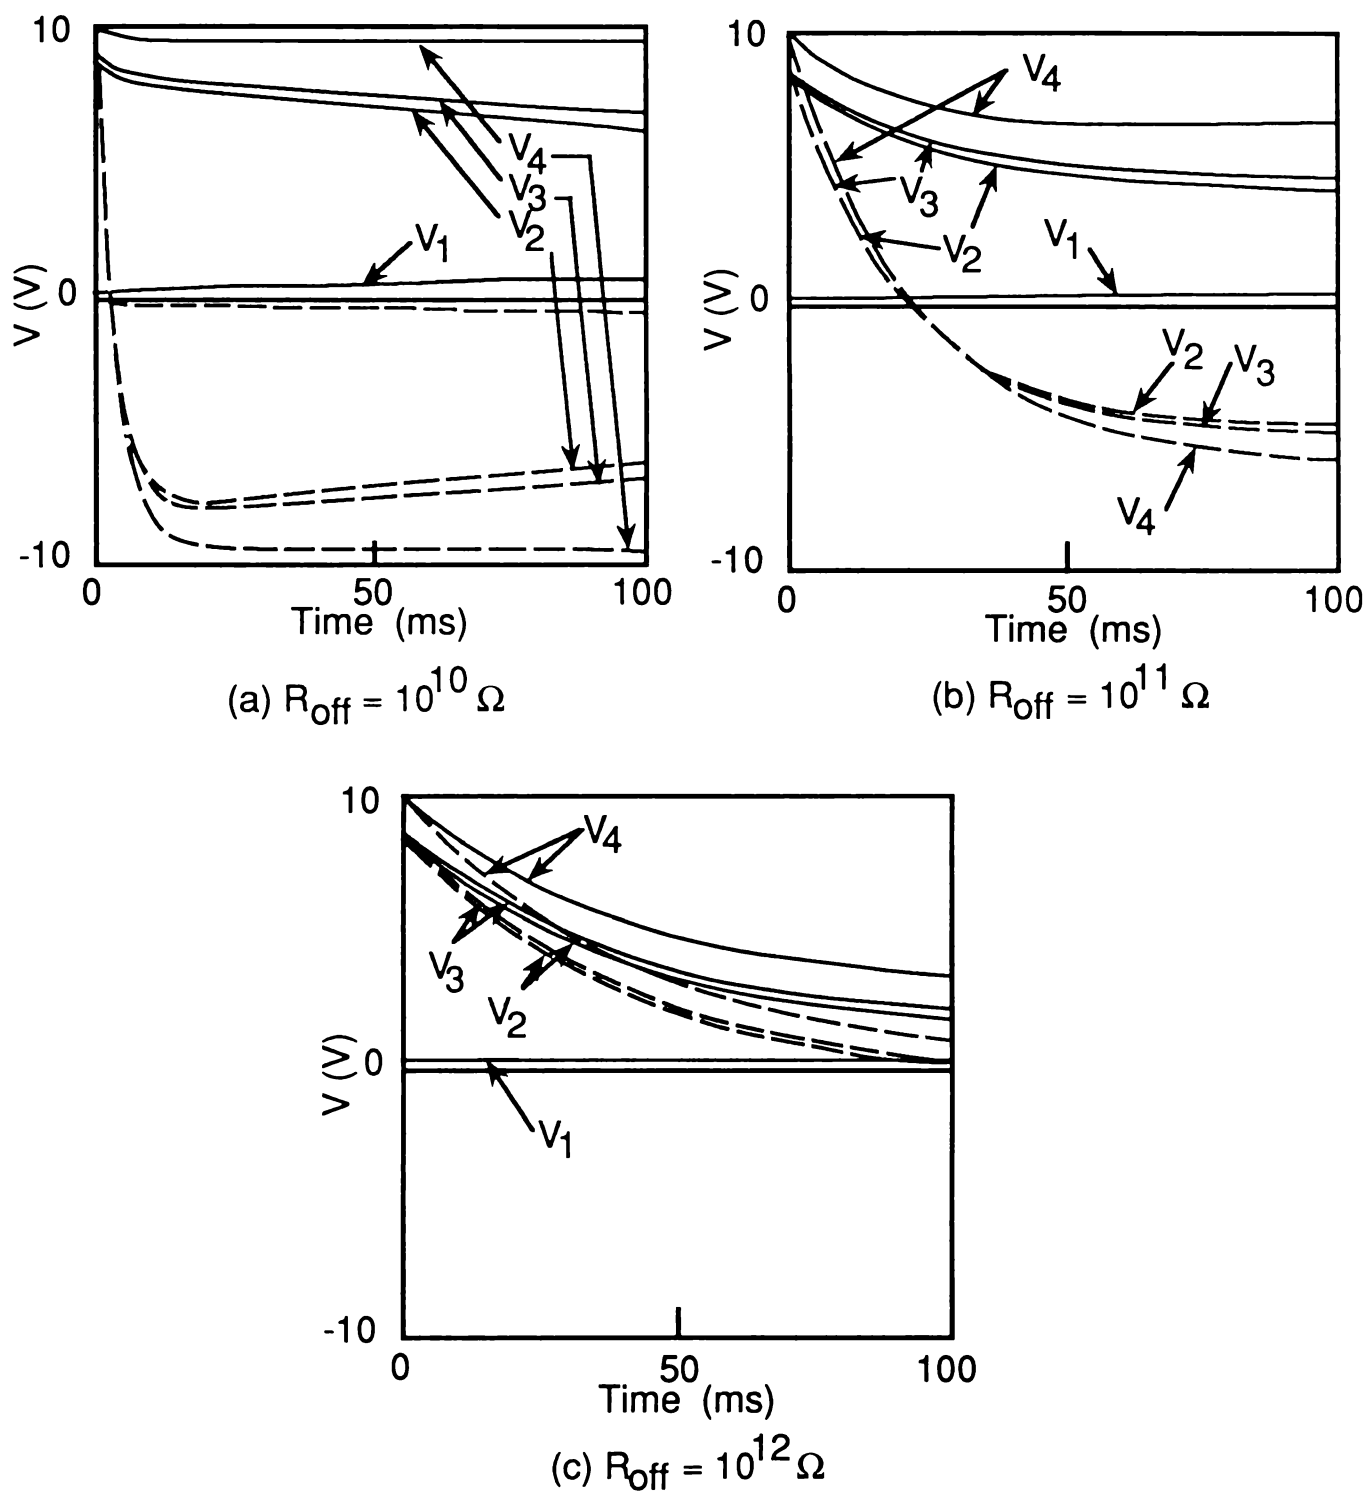 10
V4
V3
V2
V1
V (V)
0
-10
0
50
100
Time (ms)
(a) Roff = 10^10 Ω
10
V4
V3
V2
V1
V (V)
0
V2
V3
V4
-10
0
50
100
Time (ms)
(b) Roff = 10^11 Ω
10
V4
V3
V2
V (V)
0
V1
-10
0
50
100
Time (ms)
(c) Roff = 10^12 Ω